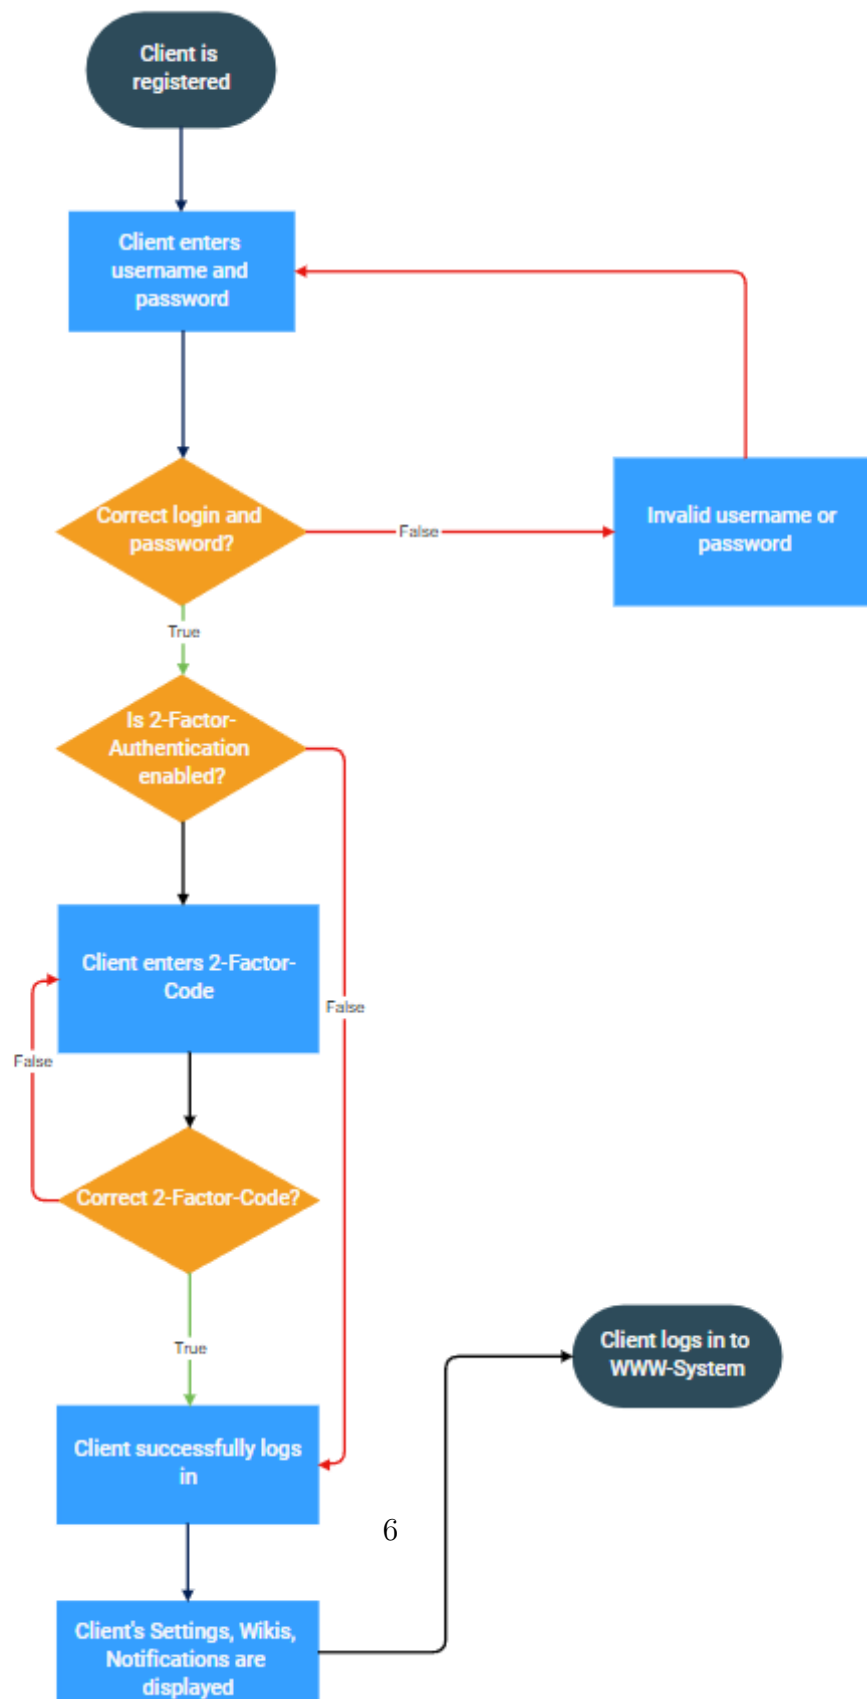 Client is
registered
Client enters
username and
password
Correct login and
password?
False
Invalid username or
password
True
Is 2-Factor-
Authentication
enabled?
Client enters 2-Factor-
Code
False
False
Correct 2-Factor-Code?
True
Client logs in to
WWW-System
Client successfully logs
in
6
Client's Settings, Wikis,
Notifications are
displayed